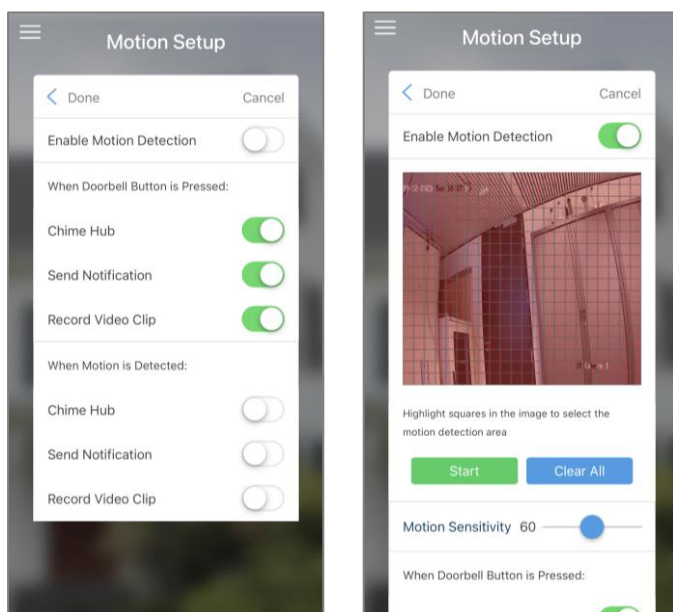 Motion Setup
Done Cancel
Enable Motion Detection
When Doorbell Button is Pressed:
Chime Hub
Send Notification
Record Video Clip
When Motion is Detected:
Chime Hub
Send Notification
Record Video Clip
Motion Setup
Done Cancel
Enable Motion Detection
Highlight squares in the image to select the
motion detection area
Start Clear All
Motion Sensitivity 60
When Doorbell Button is Pressed: